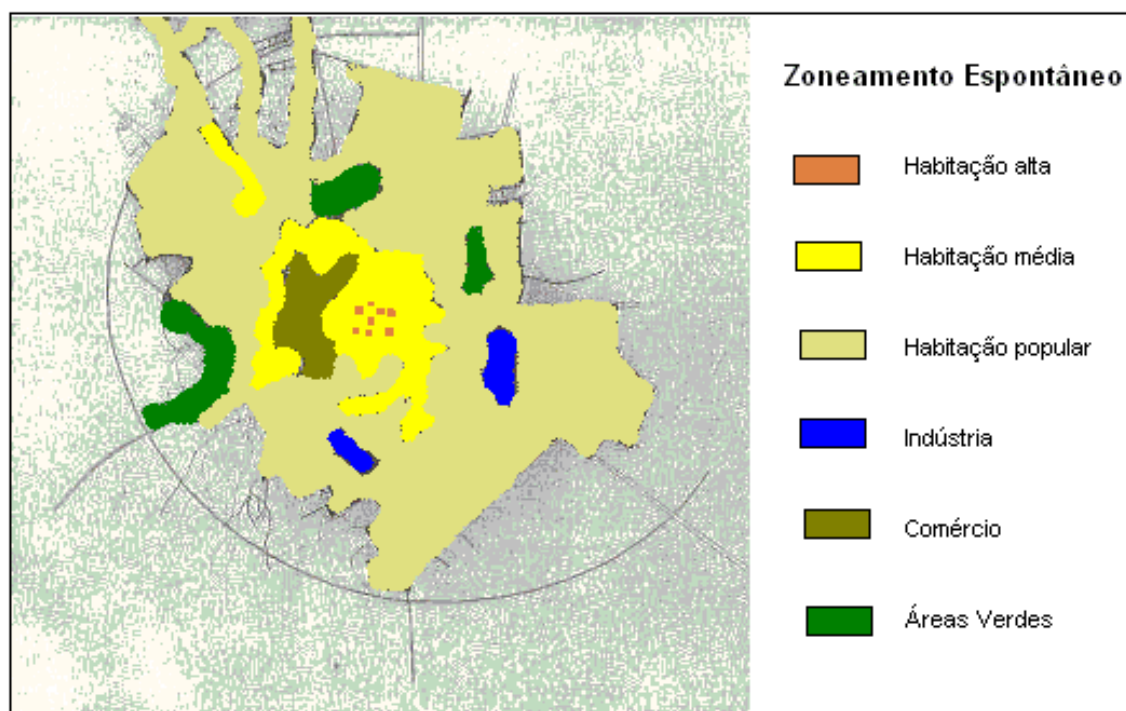 Zoneamento Espontâneo
Habitação alta
Habitação média
Habitação popular
Indústria
Comércio
Áreas Verdes